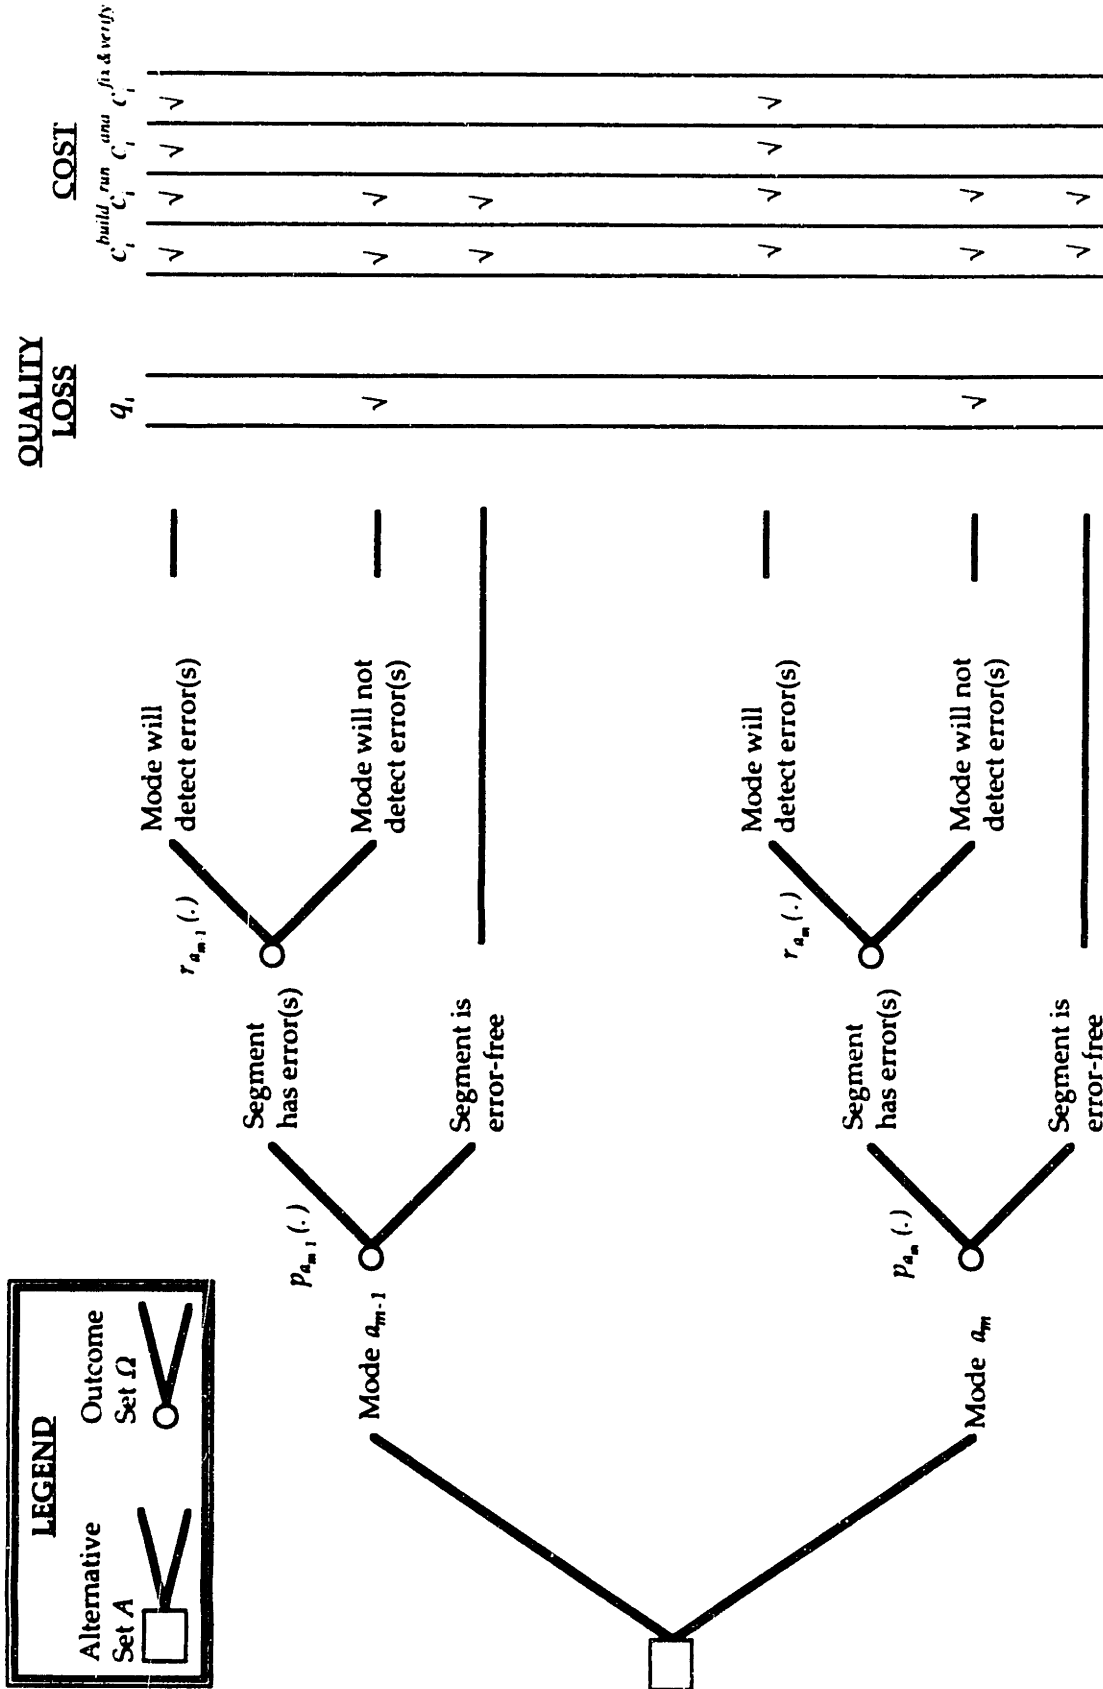 LEGEND
Alternative
Set A
Outcome
Set Ω
QUALITY
LOSS
COST
q_i
C_i^build C_i^run C_i^ana C_i^fix & verify
Mode a_m-1
p_a_m-1 (.)
Segment
has error(s)
Segment is
error-free
r_a_m-1 (.)
Mode will
detect error(s)
√ √ √ √
Mode will not
detect error(s)
√ √ √
√ √
Mode a_m
p_a_m (.)
Segment
has error(s)
Segment is
error-free
r_a_m (.)
Mode will
detect error(s)
√ √ √ √
Mode will not
detect error(s)
√ √ √
√ √